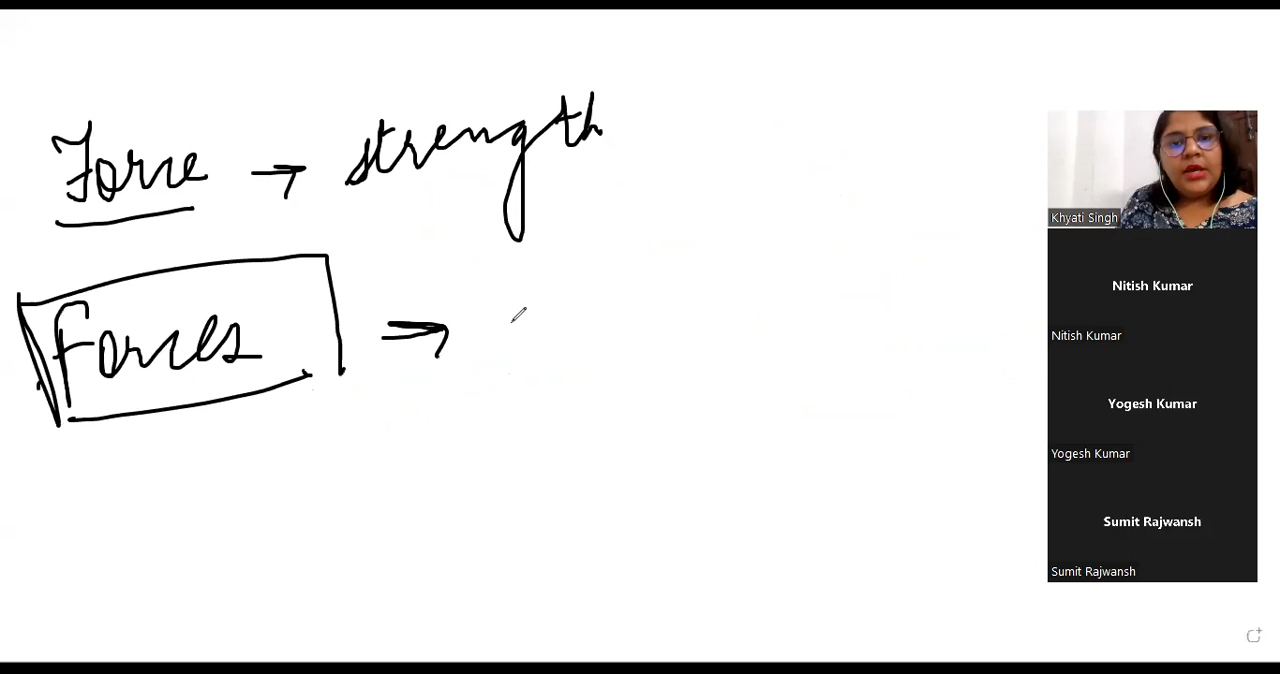 Force → strength
Forces ⇒
Khyati Singh
Nitish Kumar
Nitish Kumar
Yogesh Kumar
Yogesh Kumar
Sumit Rajwansh
Sumit Rajwansh